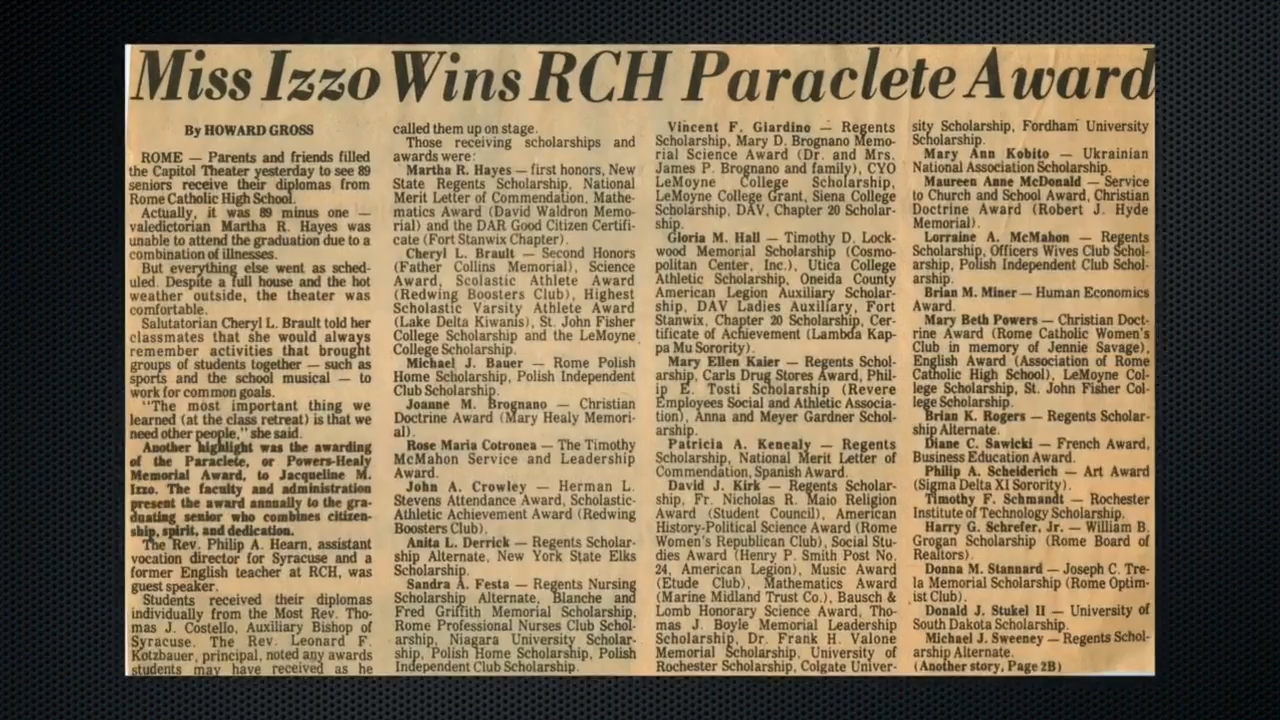 Miss Izzo Wins RCH Paraclete Award
By HOWARD GROSS
ROME — Parents and friends filled
the Capitol Theater yesterday to see 89
seniors receive their diplomas from
Rome Catholic High School.
Actually, it was 89 minus one —
valedictorian Martha R. Hayes was
unable to attend the graduation due to a
combination of illnesses.
But everything else went as sched-
uled. Despite a full house and the hot
weather outside, the theater was
comfortable.
Salutatorian Cheryl L. Brault told her
classmates that she would always
remember activities that brought
groups of students together — such as
sports and the school musical — to
work for common goals.
"The most important thing we
learned (at the class retreat) is that we
need other people," she said.
Another highlight was the awarding
of the Paraclete, or Powers-Healy
Memorial Award, to Jacqueline M.
Izzo. The faculty and administration
present the award annually to the gra-
duating senior who combines citizen-
ship, spirit, and dedication.
The Rev. Philip A. Hearn, assistant
vocation director for Syracuse and a
former English teacher at RCH, was
guest speaker.
Students received their diplomas
individually from the Most Rev. Tho-
mas J. Costello, Auxiliary Bishop of
Syracuse. The Rev. Leonard F.
Kotzbauer, principal, noted any awards
students may have received as he
called them up on stage.
Those receiving scholarships and
awards were:
Martha R. Hayes — first honors, New
State Regents Scholarship, National
Merit Letter of Commendation, Mathe-
matics Award (David Waldron Memo-
rial) and the DAR Good Citizen Certifi-
cate (Fort Stanwix Chapter).
Cheryl L. Brault — Second Honors
(Father Collins Memorial), Science
Award, Scolastic Athlete Award
(Redwing Boosters Club), Highest
Scholastic Varsity Athlete Award
(Lake Delta Kiwanis), St. John Fisher
College Scholarship and the LeMoyne
College Scholarship.
Michael J. Bauer — Rome Polish
Home Scholarship, Polish Independent
Club Scholarship.
Joanne M. Brognano — Christian
Doctrine Award (Mary Healy Memori-
al).
Rose Maria Cotronea — The Timothy
McMahon Service and Leadership
Award.
John A. Crowley — Herman L.
Stevens Attendance Award, Scholastic-
Athletic Achievement Award (Redwing
Boosters Club).
Anita L. Derrick — Regents Scholar-
ship Alternate, New York State Elks
Scholarship.
Sandra A. Festa — Regents Nursing
Scholarship Alternate, Blanche and
Fred Griffith Memorial Scholarship,
Rome Professional Nurses Club Schol-
arship, Niagara University Scholar-
ship, Polish Home Scholarship, Polish
Independent Club Scholarship.
Vincent F. Giardino — Regents
Scholarship, Mary D. Brognano Memo-
rial Science Award (Dr. and Mrs.
James P. Brognano and family), CYO
LeMoyne College Scholarship,
LeMoyne College Grant, Siena College
Scholarship, DAV, Chapter 20 Scholar-
ship.
Gloria M. Hall — Timothy D. Lock-
wood Memorial Scholarship (Cosmo-
politan Center, Inc.), Utica College
Athletic Scholarship, Oneida County
American Legion Auxiliary Scholar-
ship, DAV Ladies Auxiliary, Fort
Stanwix, Chapter 20 Scholarship, Cer-
tificate of Achievement (Lambda Kap-
pa Mu Sorority).
Mary Ellen Kaier — Regents Schol-
arship, Carls Drug Stores Award, Phil-
ip E. Tosti Scholarship (Revere
Employees Social and Athletic Associa-
tion), Anna and Meyer Gardner Schol-
arship.
Patricia A. Kenealy — Regents
Scholarship, National Merit Letter of
Commendation, Spanish Award.
David J. Kirk — Regents Scholar-
ship, Fr. Nicholas R. Maio Religion
Award (Student Council), American
History-Political Science Award (Rome
Women's Republican Club), Social Stu-
dies Award (Henry P. Smith Post No.
24, American Legion), Music Award
(Etude Club), Mathematics Award
(Marine Midland Trust Co.), Bausch &
Lomb Honorary Science Award, Tho-
mas J. Boyle Memorial Leadership
Scholarship, Dr. Frank H. Valone
Memorial Scholarship, University of
Rochester Scholarship, Colgate Univer-
sity Scholarship, Fordham University
Scholarship.
Mary Ann Kobito — Ukrainian
National Association Scholarship.
Maureen Anne McDonald — Service
to Church and School Award, Christian
Doctrine Award (Robert J. Hyde
Memorial).
Lorraine A. McMahon — Regents
Scholarship, Officers Wives Club Schol-
arship, Polish Independent Club Schol-
arship.
Brian M. Miner — Human Economics
Award.
Mary Beth Powers — Christian Doct-
rine Award (Rome Catholic Women's
Club in memory of Jennie Savage),
English Award (Association of Rome
Catholic High School), LeMoyne Col-
lege Scholarship, St. John Fisher Col-
lege Scholarship.
Brian K. Rogers — Regents Scholar-
ship Alternate.
Diane C. Sawicki — French Award,
Business Education Award.
Philip A. Scheiderich — Art Award
(Sigma Delta XI Sorority).
Timothy F. Schmandt — Rochester
Institute of Technology Scholarship.
Harry G. Schrefer, Jr. — William B.
Grogan Scholarship (Rome Board of
Realtors).
Donna M. Stannard — Joseph C. Tre-
la Memorial Scholarship (Rome Optim-
ist Club).
Donald J. Stukel II — University of
South Dakota Scholarship.
Michael J. Sweeney — Regents Schol-
arship Alternate.
(Another story, Page 2B)